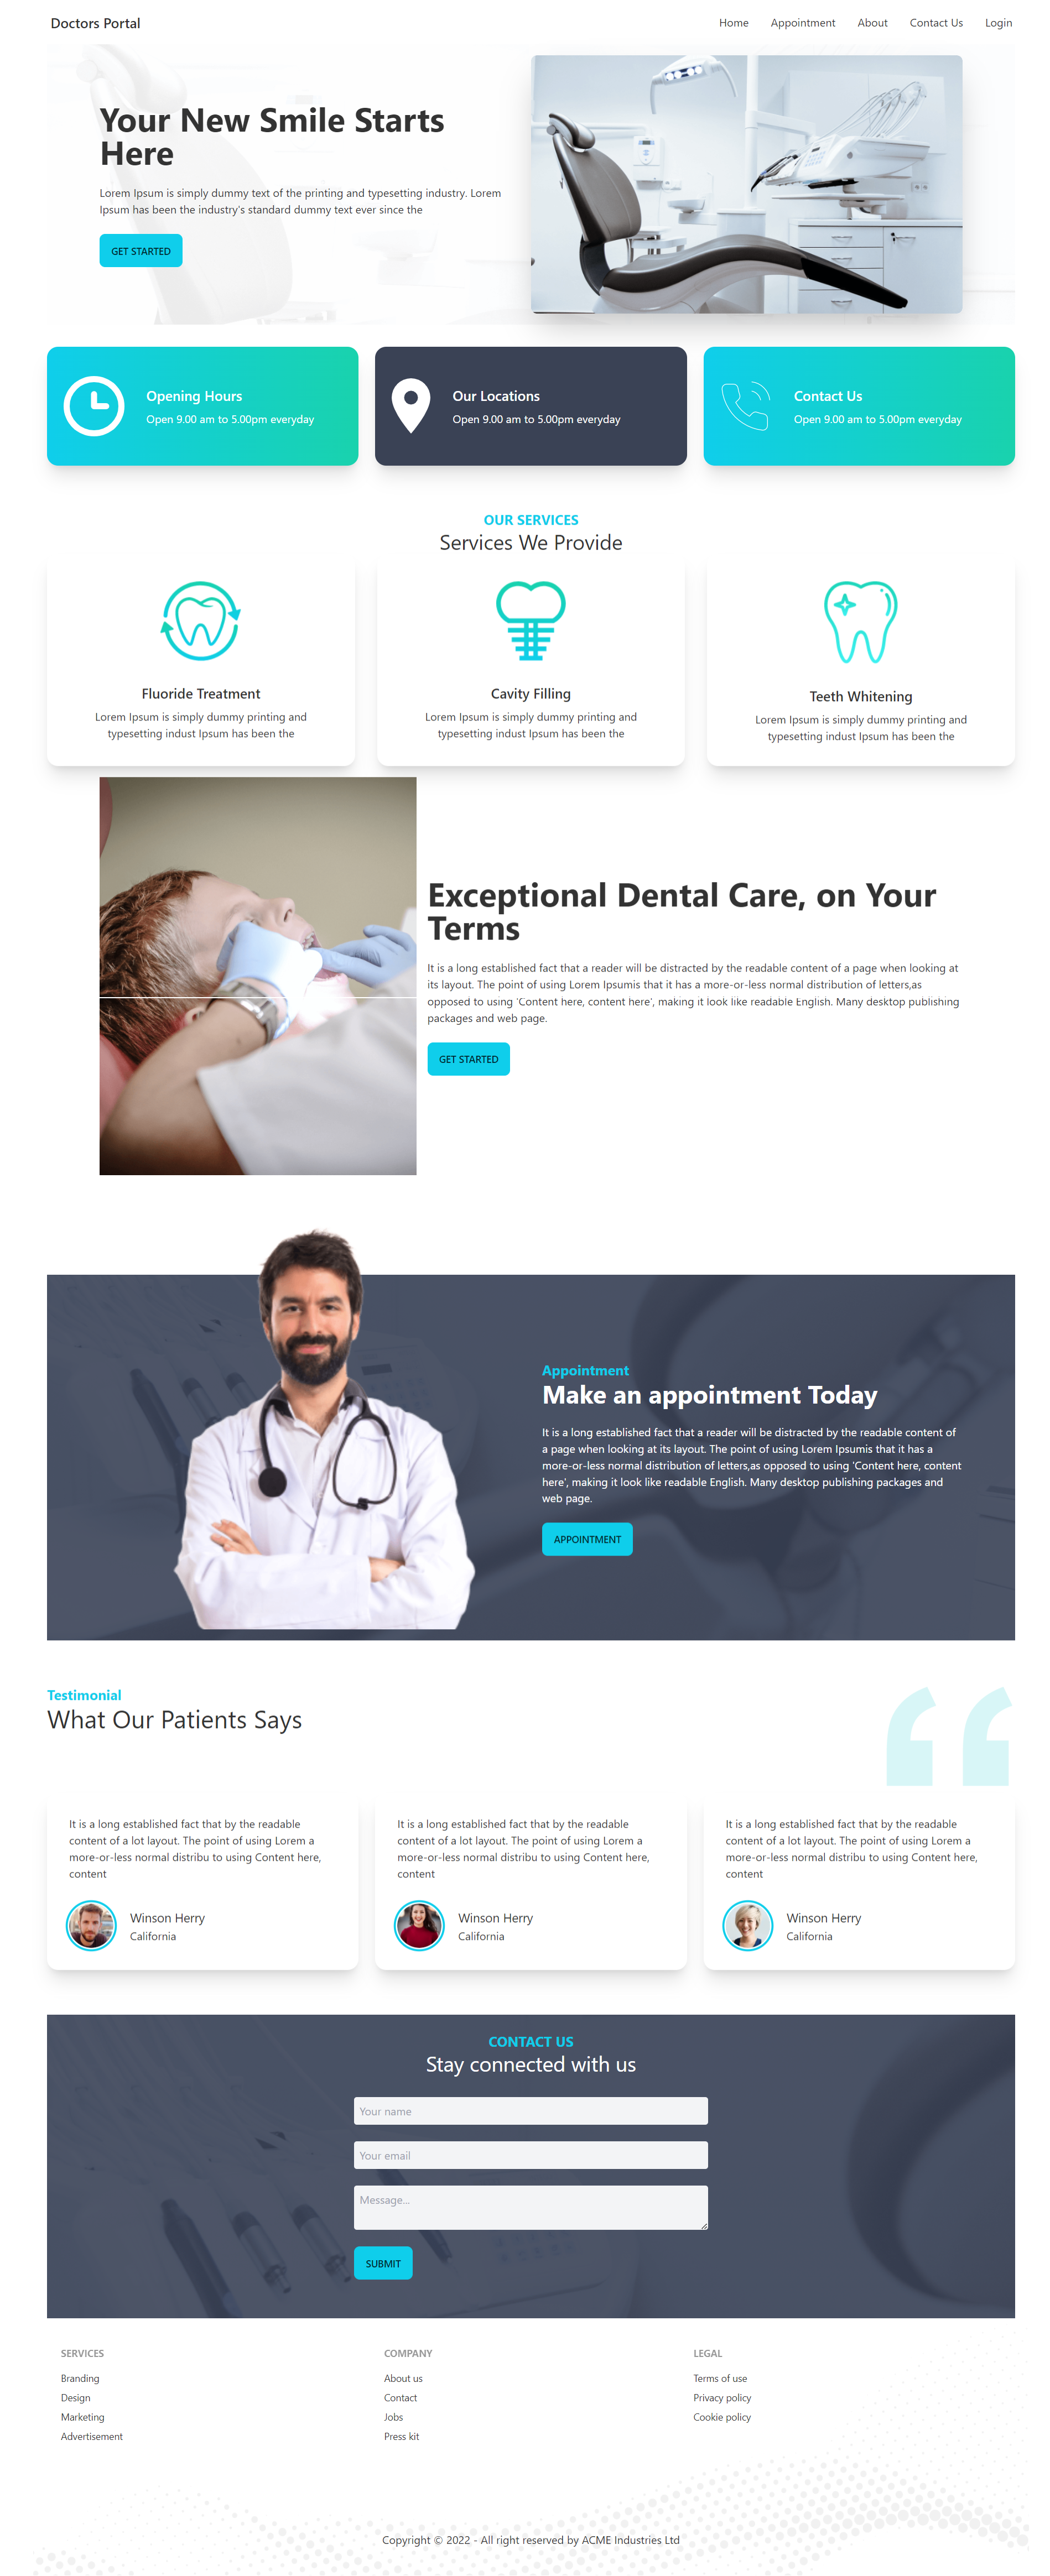 Doctors Portal
Home Appointment About Contact Us Login
Your New Smile Starts
Here
Lorem Ipsum is simply dummy text of the printing and typesetting industry. Lorem
Ipsum has been the industry's standard dummy text ever since the
GET STARTED
Opening Hours
Open 9.00 am to 5.00pm everyday
Our Locations
Open 9.00 am to 5.00pm everyday
Contact Us
Open 9.00 am to 5.00pm everyday
OUR SERVICES
Services We Provide
Fluoride Treatment
Lorem Ipsum is simply dummy printing and
typesetting indust Ipsum has been the
Cavity Filling
Lorem Ipsum is simply dummy printing and
typesetting indust Ipsum has been the
Teeth Whitening
Lorem Ipsum is simply dummy printing and
typesetting indust Ipsum has been the
Exceptional Dental Care, on Your
Terms
It is a long established fact that a reader will be distracted by the readable content of a page when looking at
its layout. The point of using Lorem Ipsumis that it has a more-or-less normal distribution of letters,as
opposed to using 'Content here, content here', making it look like readable English. Many desktop publishing
packages and web page.
GET STARTED
Appointment
Make an appointment Today
It is a long established fact that a reader will be distracted by the readable content of
a page when looking at its layout. The point of using Lorem Ipsumis that it has a
more-or-less normal distribution of letters,as opposed to using 'Content here, content
here', making it look like readable English. Many desktop publishing packages and
web page.
APPOINTMENT
Testimonial
What Our Patients Says
It is a long established fact that by the readable
content of a lot layout. The point of using Lorem a
more-or-less normal distribu to using Content here,
content
Winson Herry
California
It is a long established fact that by the readable
content of a lot layout. The point of using Lorem a
more-or-less normal distribu to using Content here,
content
Winson Herry
California
It is a long established fact that by the readable
content of a lot layout. The point of using Lorem a
more-or-less normal distribu to using Content here,
content
Winson Herry
California
CONTACT US
Stay connected with us
Your name
Your email
Message...
SUBMIT
SERVICES
Branding
Design
Marketing
Advertisement
COMPANY
About us
Contact
Jobs
Press kit
LEGAL
Terms of use
Privacy policy
Cookie policy
Copyright © 2022 - All right reserved by ACME Industries Ltd